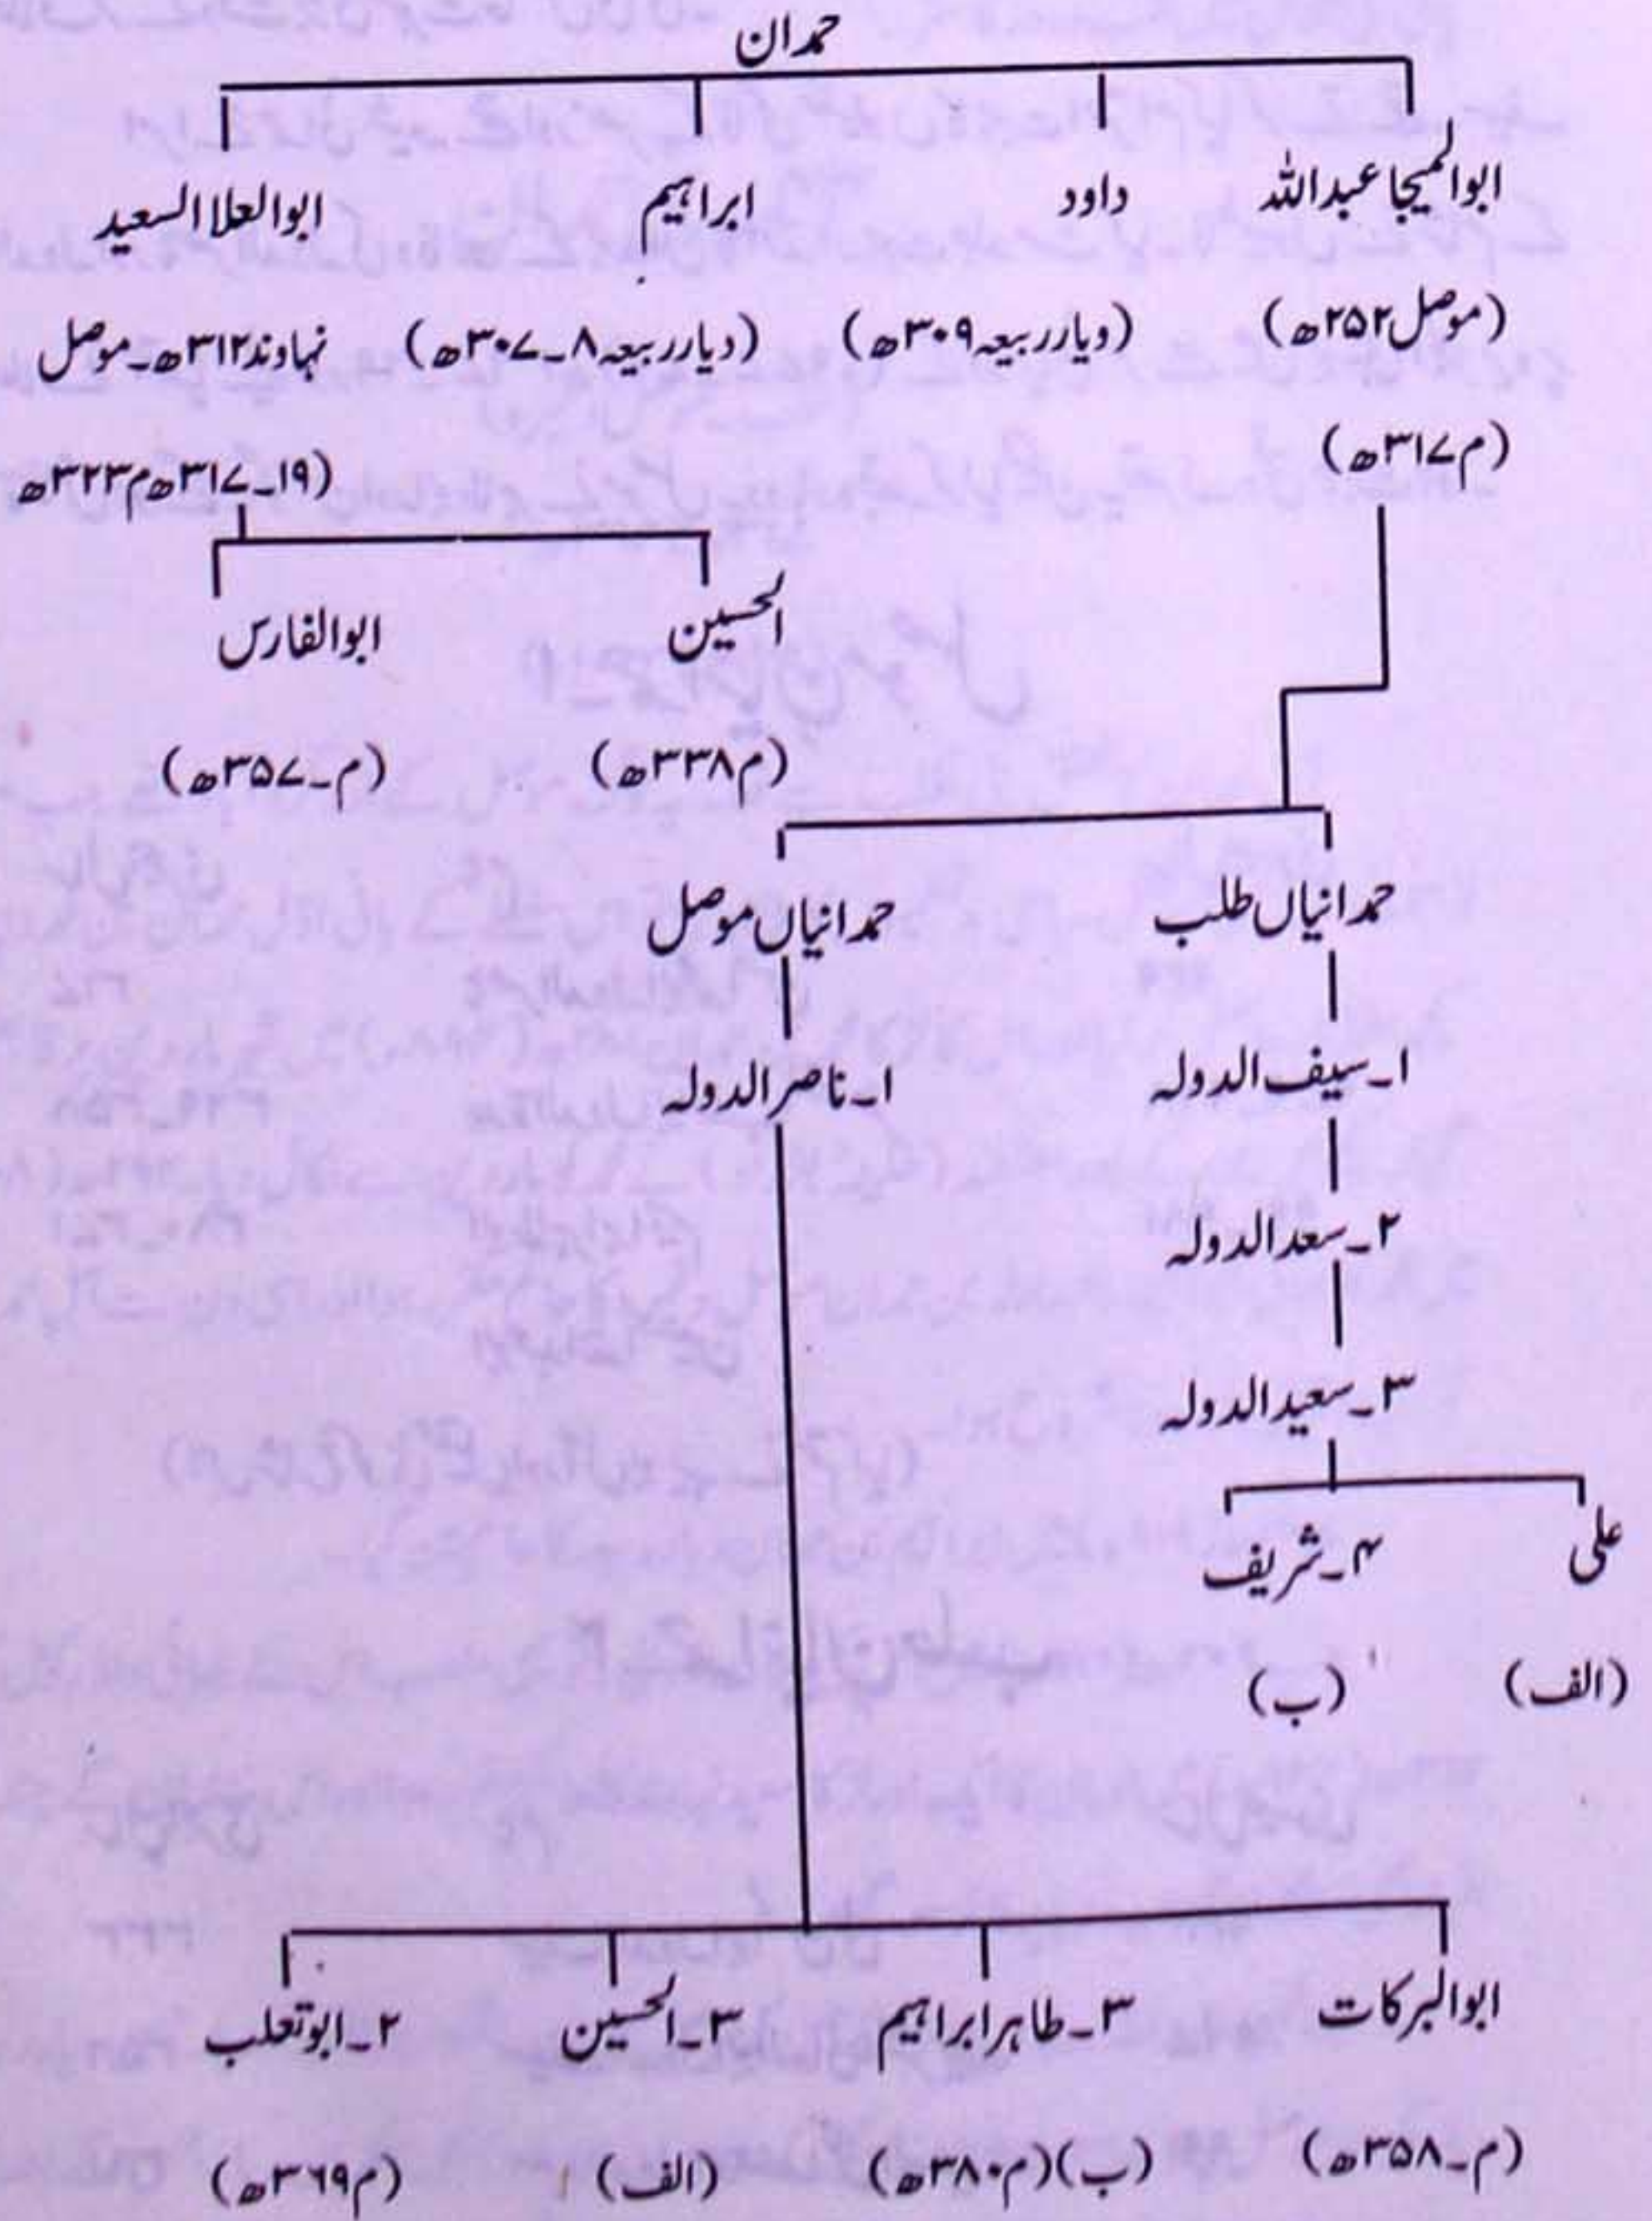 حمدان
ابوالہیجا عبداللہ داود ابراہیم ابوالعلا السعید
(موصل ۲۵۲ھ) (دیار ربیعہ ۳۰۹ھ) (دیار ربیعہ ۸۔۳۰۷ھ) نہاوند ۳۱۲ھ۔موصل
(م ۳۱۷ھ) (۱۹۔۳۱۷ھ م ۳۲۳ھ
الحسین ابوالفارس
(م ۳۳۸ھ) (م۔۳۵۷ھ)
حمدانیاں طلب حمدانیاں موصل
۱۔سیف الدولہ ۱۔ناصر الدولہ
۲۔سعد الدولہ
۳۔سعید الدولہ
علی ۴۔شریف
(الف) (ب)
ابوالبرکات ۳۔طاہر ابراہیم ۳۔الحسین ۲۔ابوتعلب
(م۔۳۵۸ھ) (ب)(م ۳۸۰ھ) (الف) (م ۳۶۹ھ)